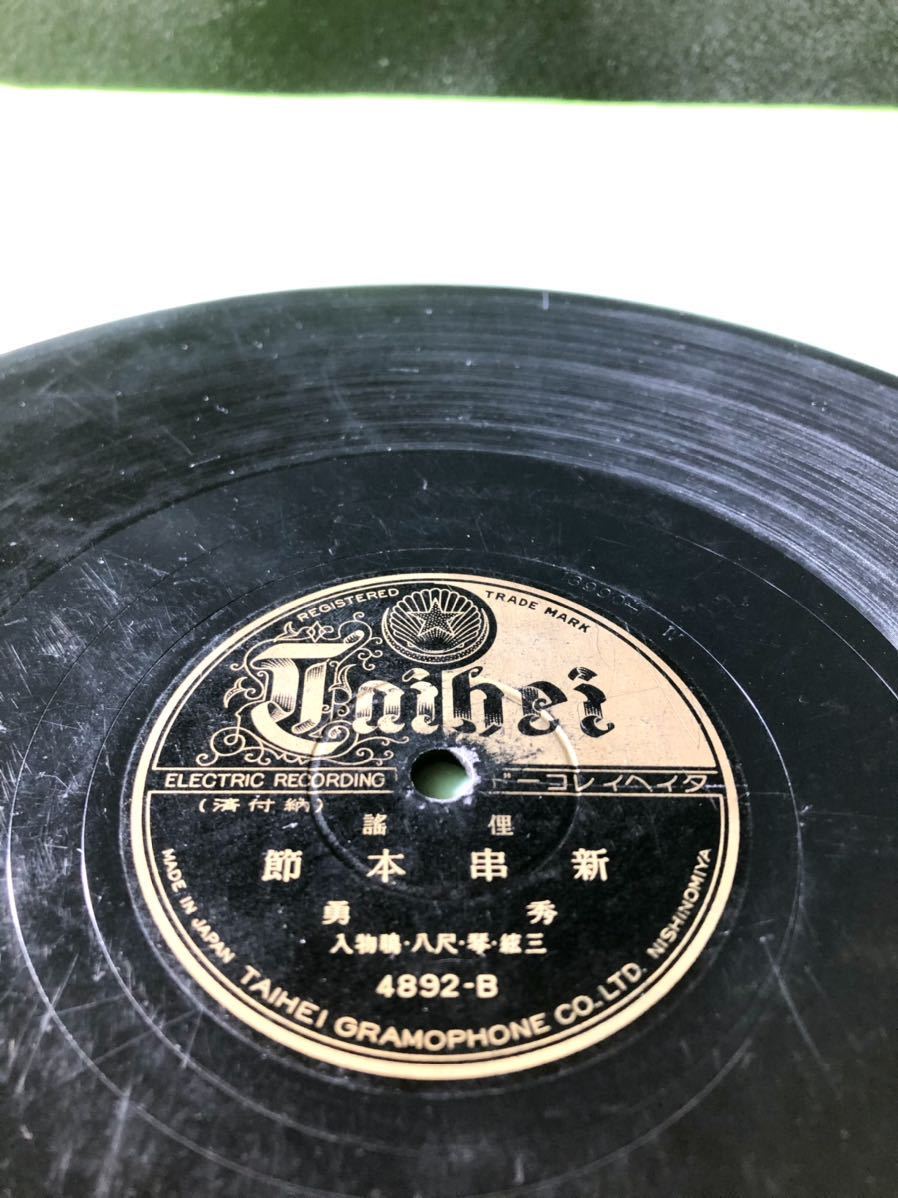 REGISTERED TRADE MARK
Taihei
ELECTRIC RECORDING
タイヘイレコード
(納付済)
俚謠
新串本節
秀勇
三絃・琴・尺八・鳴物入
4892-B
MADE IN JAPAN TAIHEI GRAMOPHONE CO., LTD. NISHINOMIYA